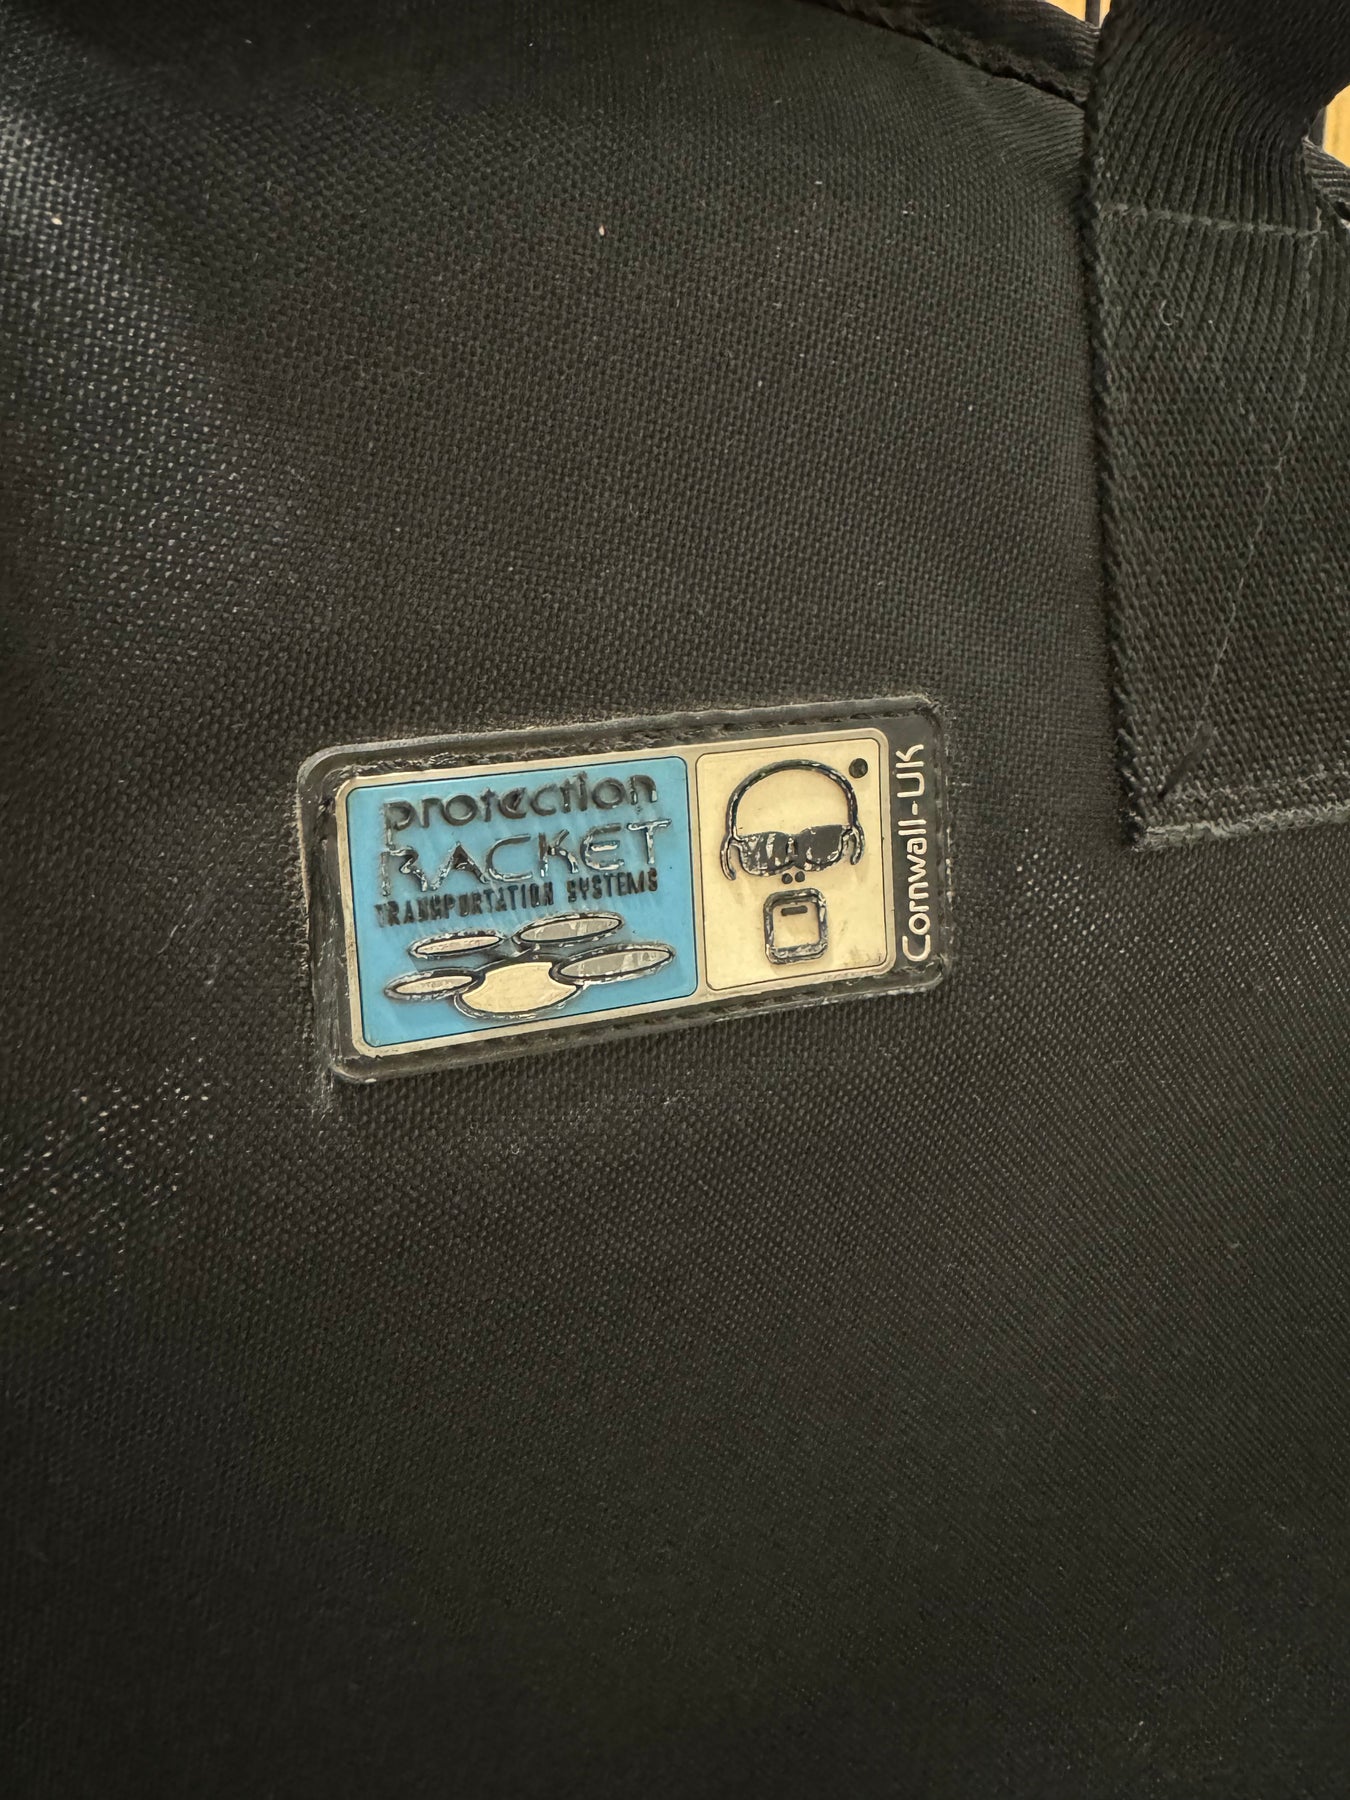 protection
RACKET
TRANSPORTATION SYSTEMS
Cornwall-UK